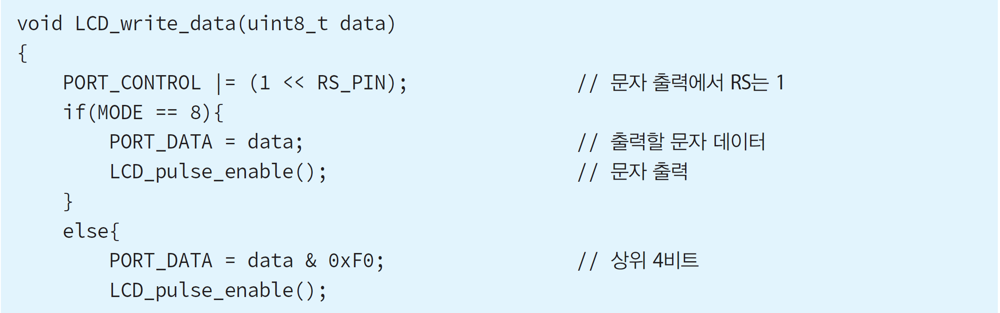 void LCD_write_data(uint8_t data)
{
    PORT_CONTROL |= (1 << RS_PIN);                // 문자 출력에서 RS는 1
    if(MODE == 8){
        PORT_DATA = data;                         // 출력할 문자 데이터
        LCD_pulse_enable();                       // 문자 출력
    }
    else{
        PORT_DATA = data & 0xF0;                  // 상위 4비트
        LCD_pulse_enable();